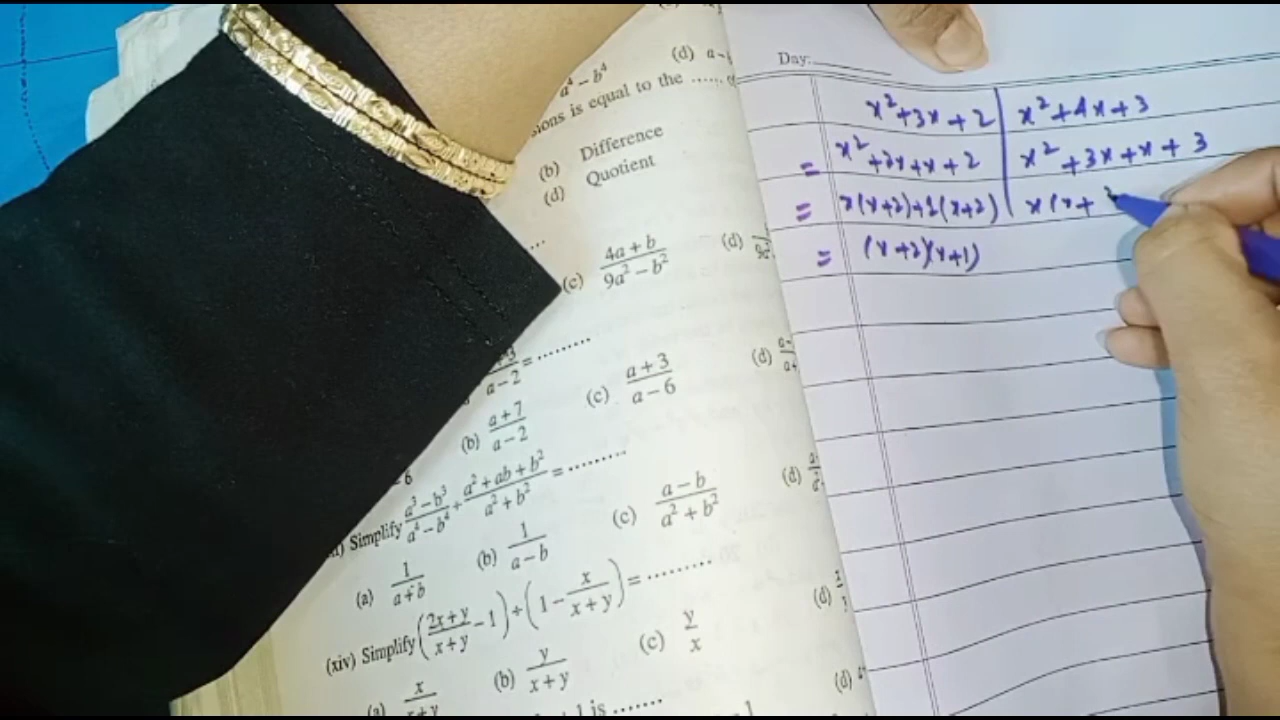 (d) a-
a⁴ - b⁴
sions is equal to the ......
(b) Difference
(d) Quotient
...
(c) (4a + b)/(9a² - b²) (d)
a - 2 = .........
(b) (a + 7)/(a - 2) (c) (a + 3)/(a - 6) (d)
Simplify (a³ - b³)/(a⁴ - b⁴) ÷ (a² + ab + b²)/(a² + b²) = .........
(a) 1/(a + b) (b) 1/(a - b) (c) (a - b)/(a² + b²) (d)
(xiv) Simplify ((2x + y)/(x + y) - 1) ÷ (1 - x/(x + y)) = .........
(a) x/(x + y) (b) y/(x + y) (c) y/x (d)
1 is ....... (d)
Day:
x² + 3x + 2 | x² + 4x + 3
= x² + 2x + x + 2 | x² + 3x + x + 3
= x(x+2)+1(x+2) | x(x+
= (x+2)(x+1)